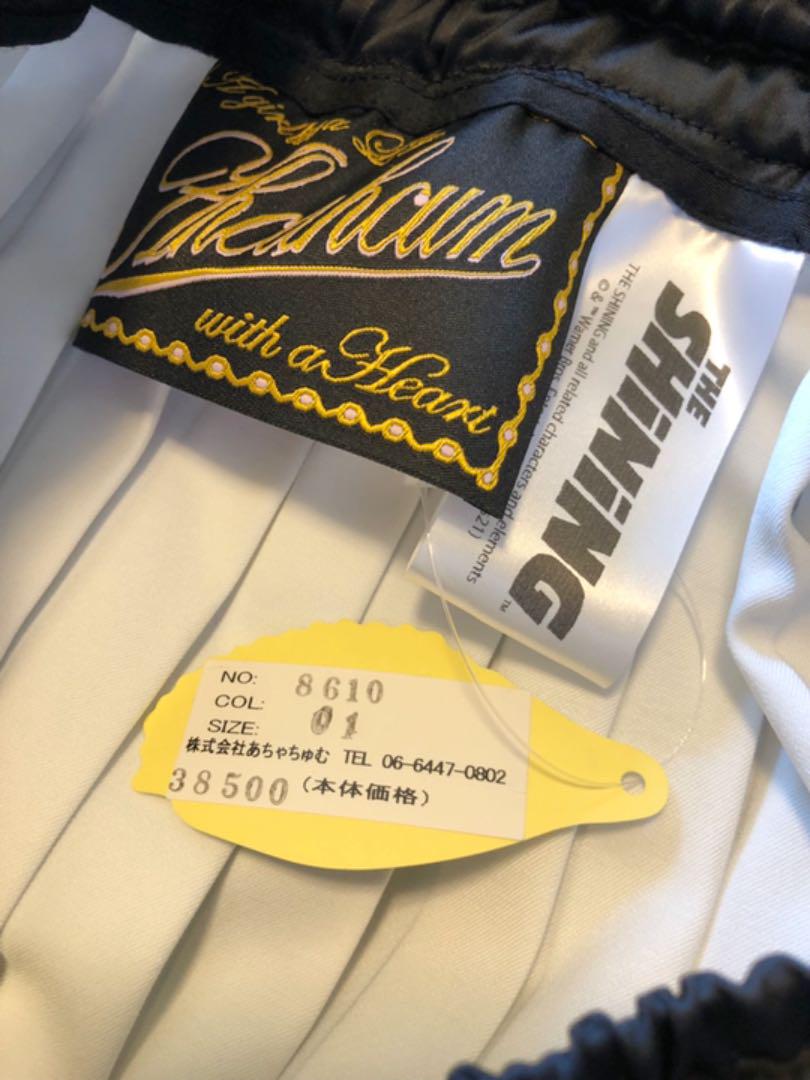 Ahcahcum
with a Heart
THE
SHiNiNG
TM
THE SHINING and all related characters and elements
© & ™ Warner Bros.
NO: 8610
COL: 01
SIZE:
株式会社あちゃちゅむ TEL 06-6447-0802
38500 (本体価格)